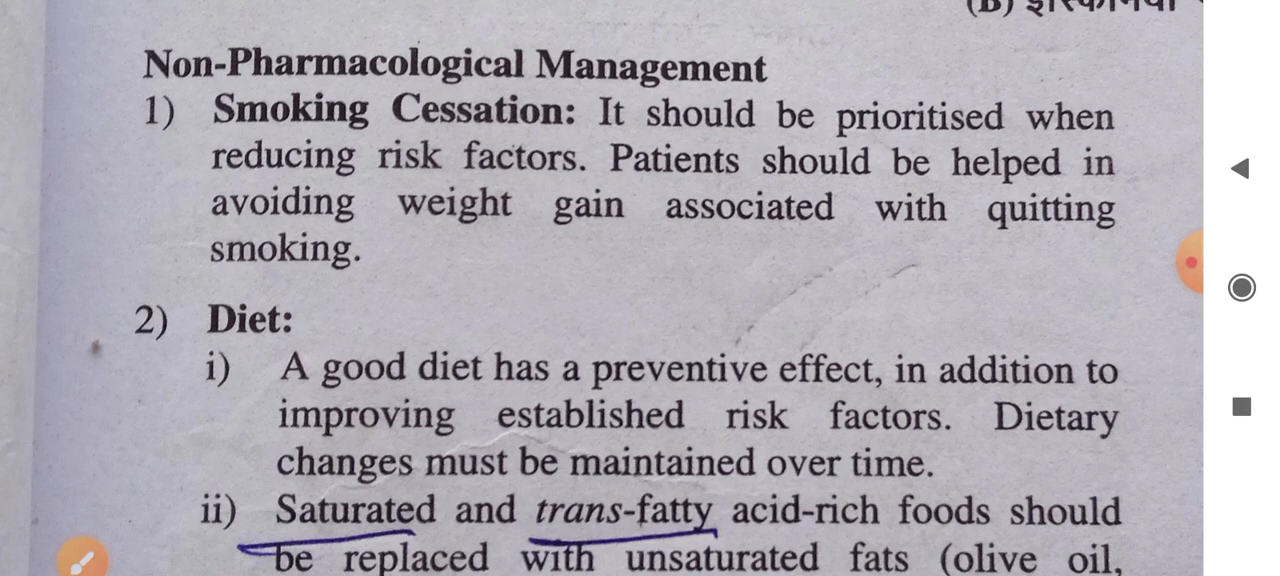 (B)
Non-Pharmacological Management
1) Smoking Cessation: It should be prioritised when
reducing risk factors. Patients should be helped in
avoiding weight gain associated with quitting
smoking.
2) Diet:
i) A good diet has a preventive effect, in addition to
improving established risk factors. Dietary
changes must be maintained over time.
ii) Saturated and trans-fatty acid-rich foods should
be replaced with unsaturated fats (olive oil,